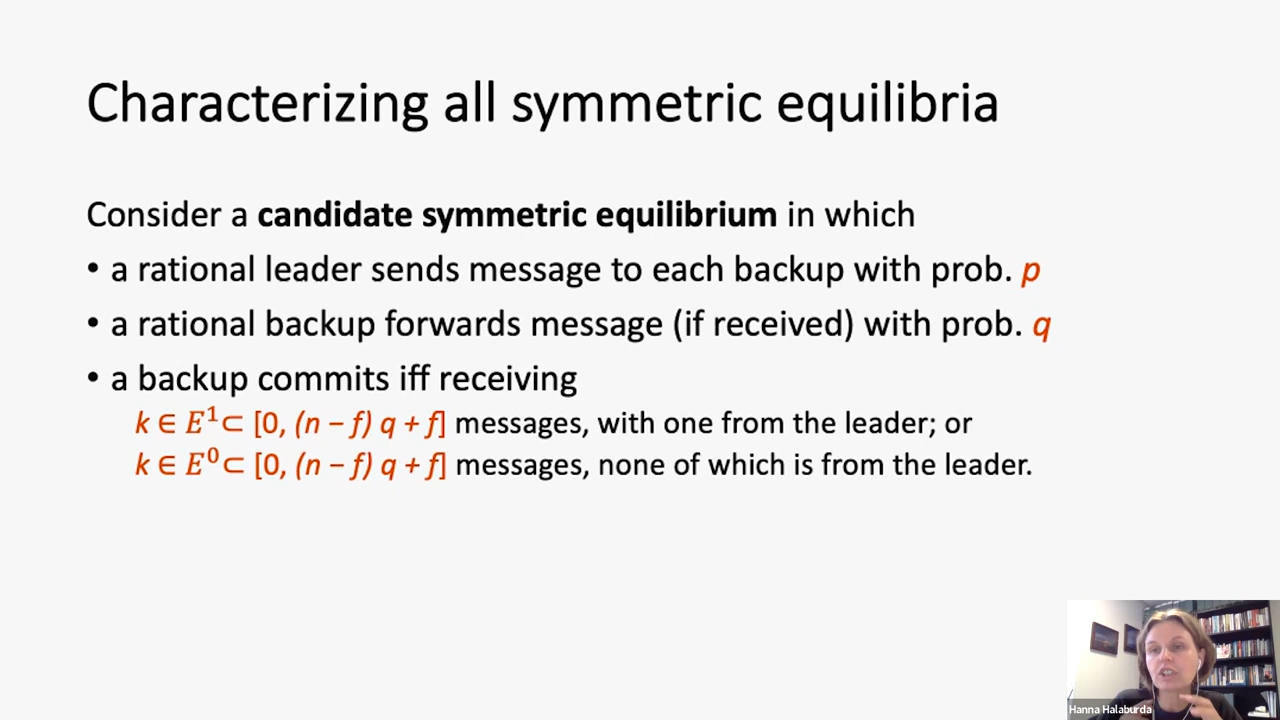 Characterizing all symmetric equilibria
Consider a candidate symmetric equilibrium in which
• a rational leader sends message to each backup with prob. p
• a rational backup forwards message (if received) with prob. q
• a backup commits iff receiving
k ∈ E¹⊂ [0, (n − f) q + f] messages, with one from the leader; or
k ∈ E⁰⊂ [0, (n − f) q + f] messages, none of which is from the leader.
Hanna Halaburda